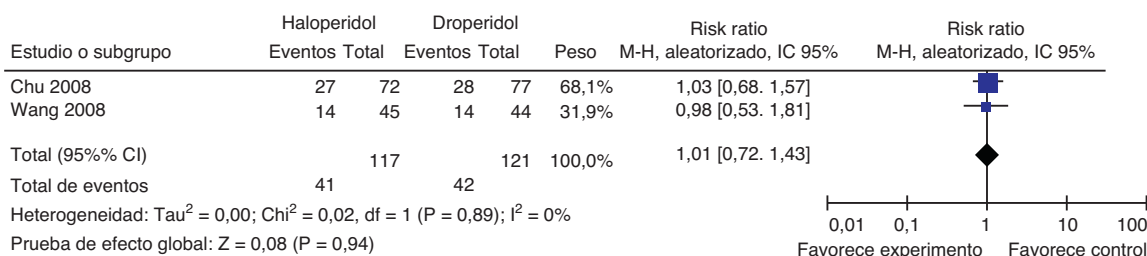 Haloperidol Droperidol Risk ratio Risk ratio
Estudio o subgrupo Eventos Total Eventos Total Peso M-H, aleatorizado, IC 95% M-H, aleatorizado, IC 95%
Chu 2008 27 72 28 77 68,1% 1,03 [0,68. 1,57]
Wang 2008 14 45 14 44 31,9% 0,98 [0,53. 1,81]
Total (95%% CI) 117 121 100,0% 1,01 [0,72. 1,43]
Total de eventos 41 42
Heterogeneidad: Tau² = 0,00; Chi² = 0,02, df = 1 (P = 0,89); I² = 0%
Prueba de efecto global: Z = 0,08 (P = 0,94)
0,01 0,1 1 10 100
Favorece experimento Favorece control